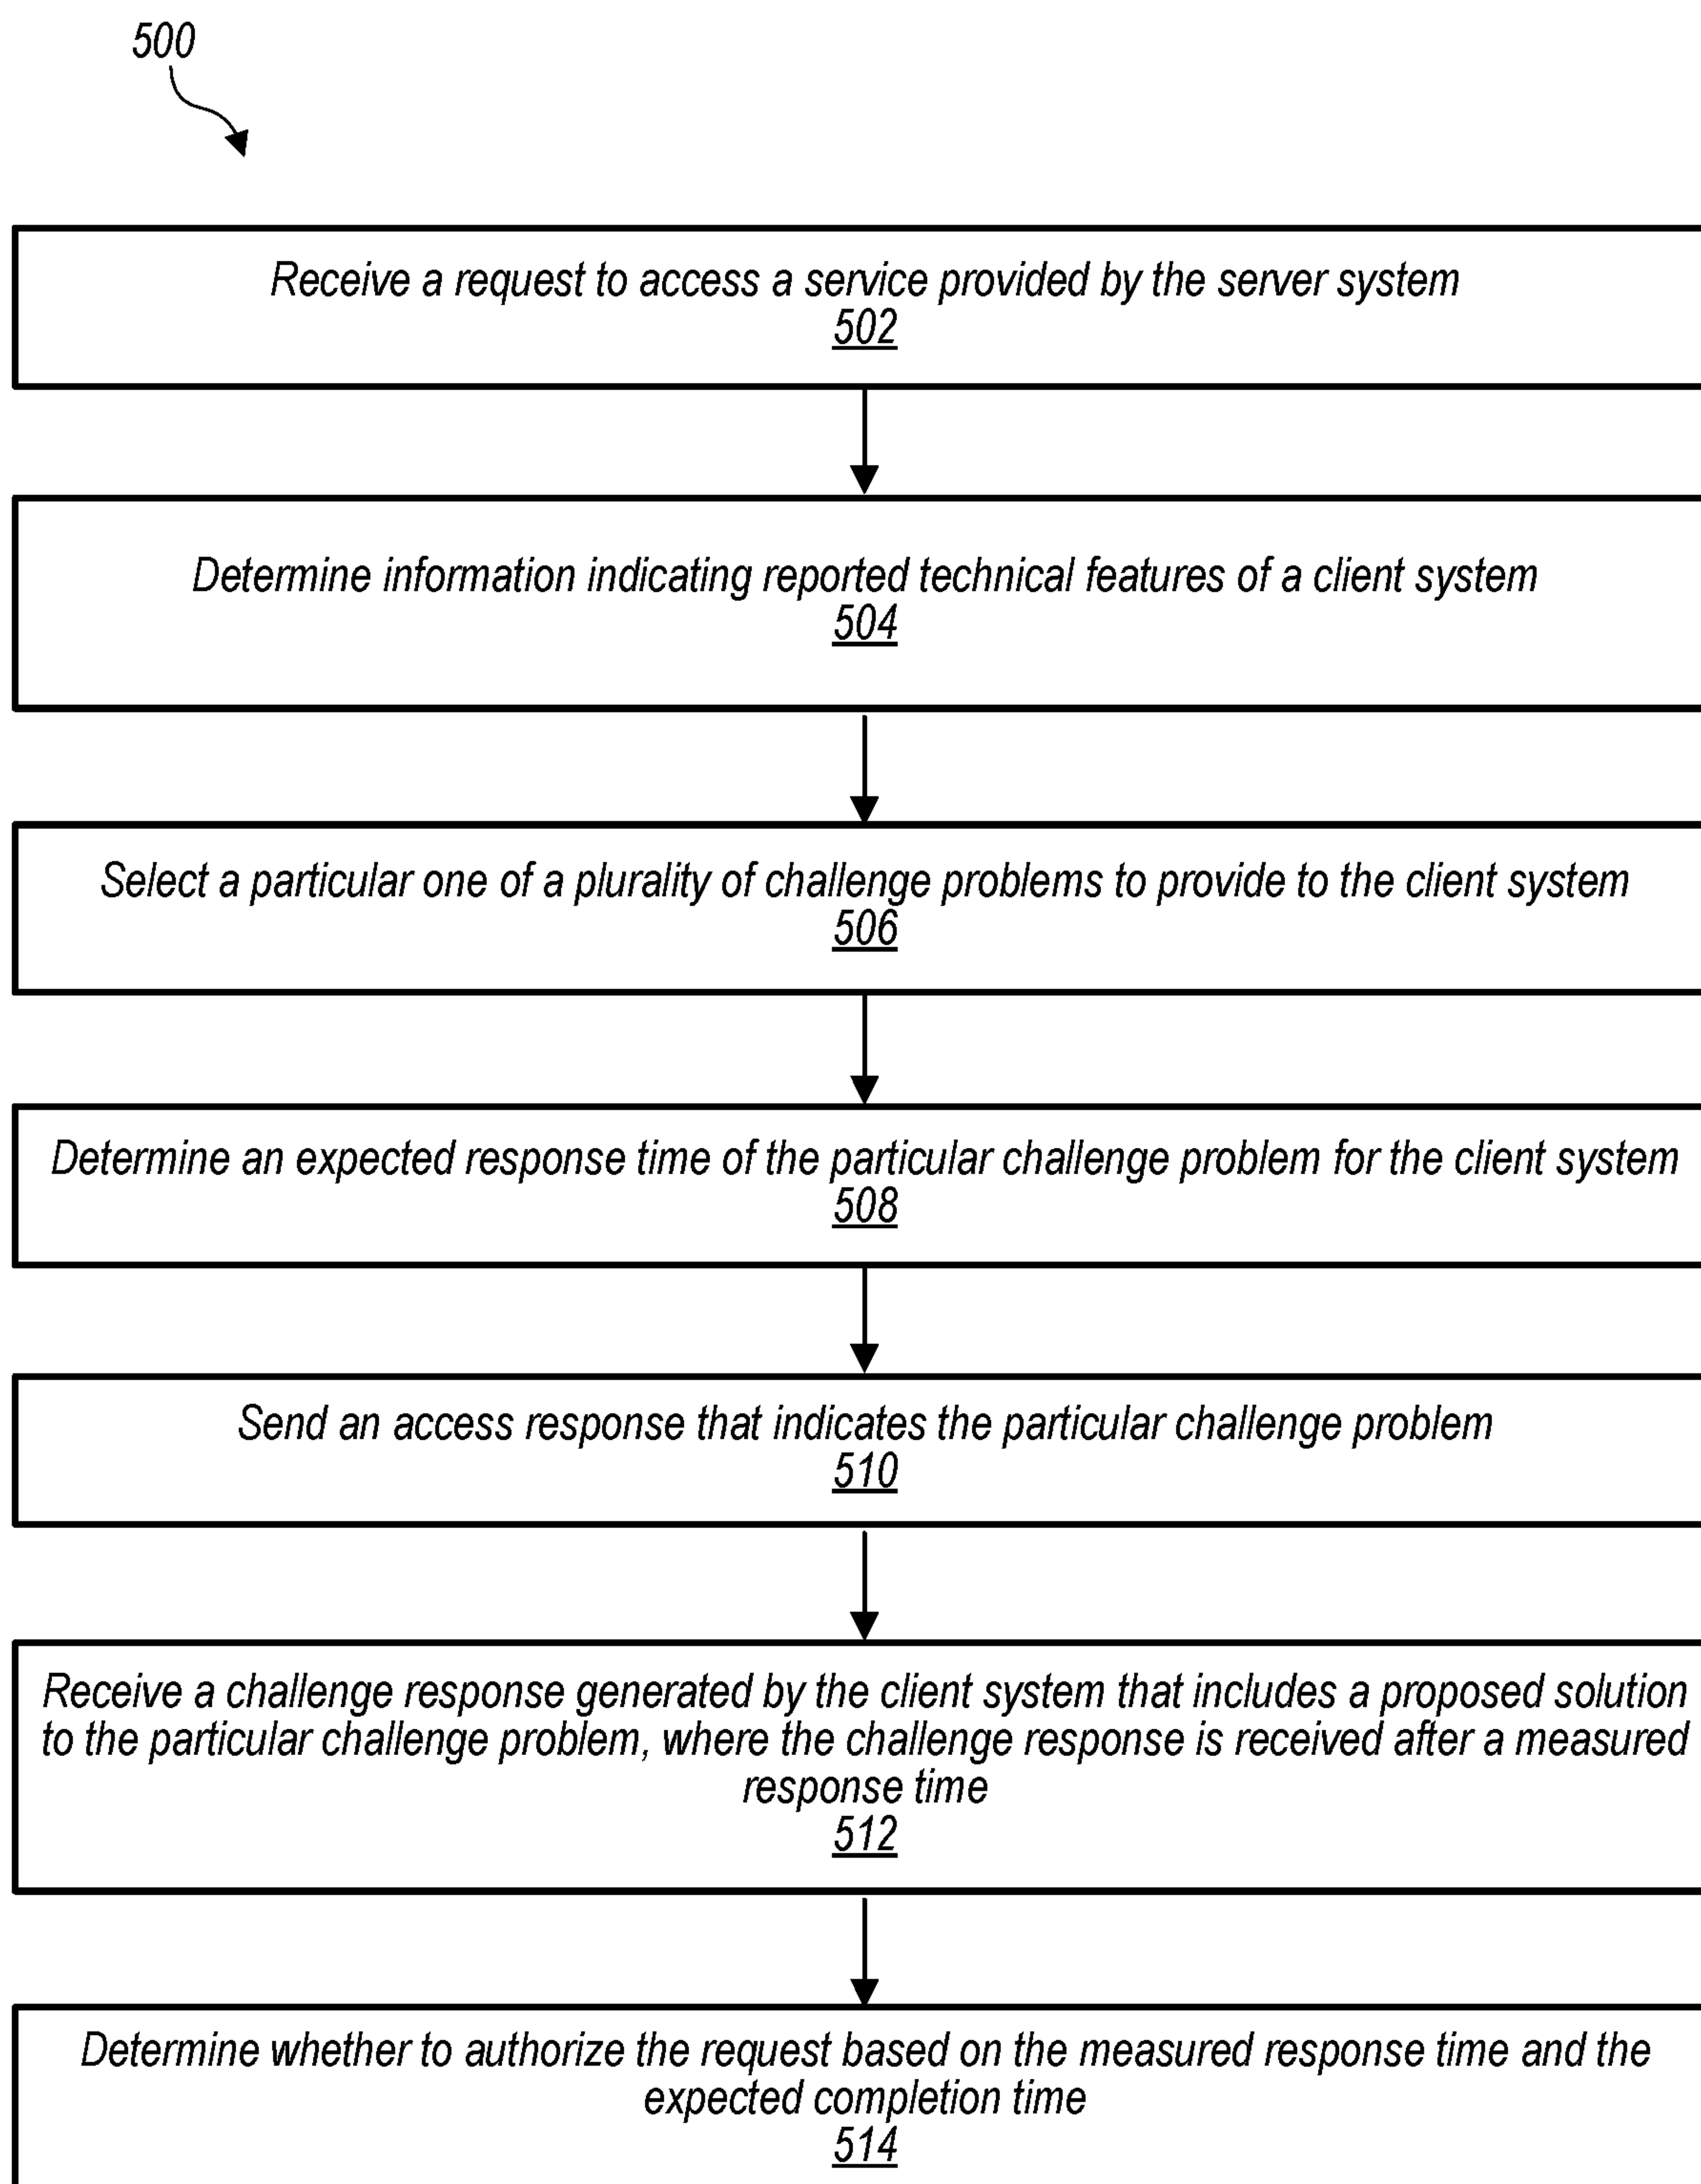 500
Receive a request to access a service provided by the server system
502
Determine information indicating reported technical features of a client system
504
Select a particular one of a plurality of challenge problems to provide to the client system
506
Determine an expected response time of the particular challenge problem for the client system
508
Send an access response that indicates the particular challenge problem
510
Receive a challenge response generated by the client system that includes a proposed solution
to the particular challenge problem, where the challenge response is received after a measured
response time
512
Determine whether to authorize the request based on the measured response time and the
expected completion time
514